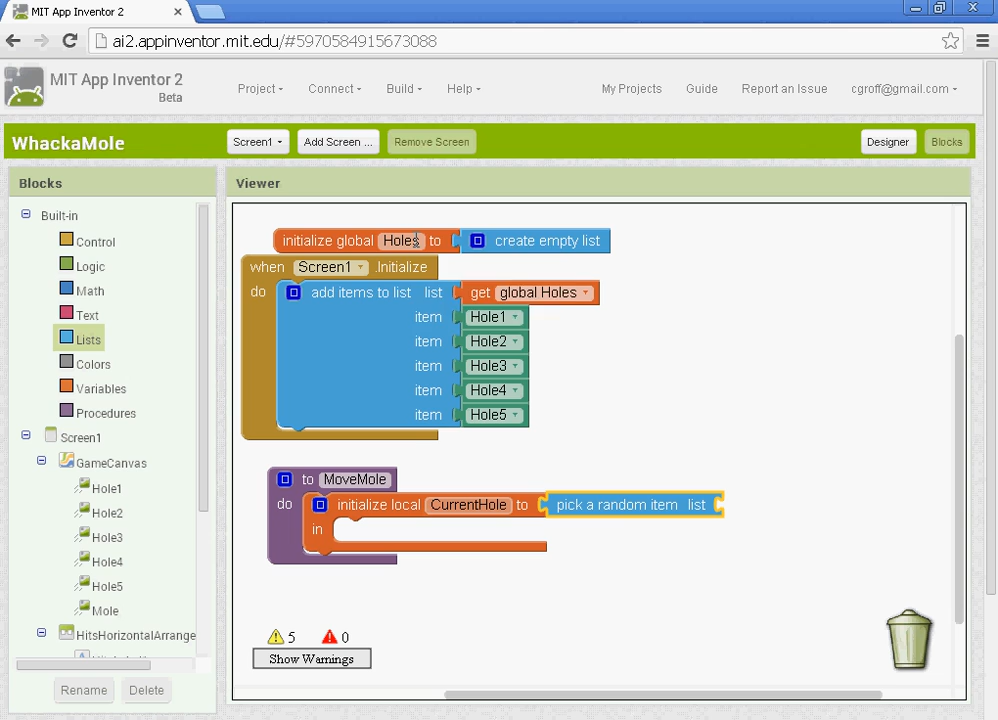 MIT App Inventor 2
ai2.appinventor.mit.edu/#5970584915673088
MIT App Inventor 2
Beta
Project Connect Build Help My Projects Guide Report an Issue cgroff@gmail.com
WhackaMole Screen1 Add Screen ... Remove Screen Designer Blocks
Blocks
Viewer
Built-in
Control
Logic
Math
Text
Lists
Colors
Variables
Procedures
Screen1
GameCanvas
Hole1
Hole2
Hole3
Hole4
Hole5
Mole
HitsHorizontalArrange
Rename Delete
initialize global Holes to create empty list
when Screen1 .Initialize
do add items to list list get global Holes
item Hole1
item Hole2
item Hole3
item Hole4
item Hole5
to MoveMole
do initialize local CurrentHole to pick a random item list
in
5 0
Show Warnings